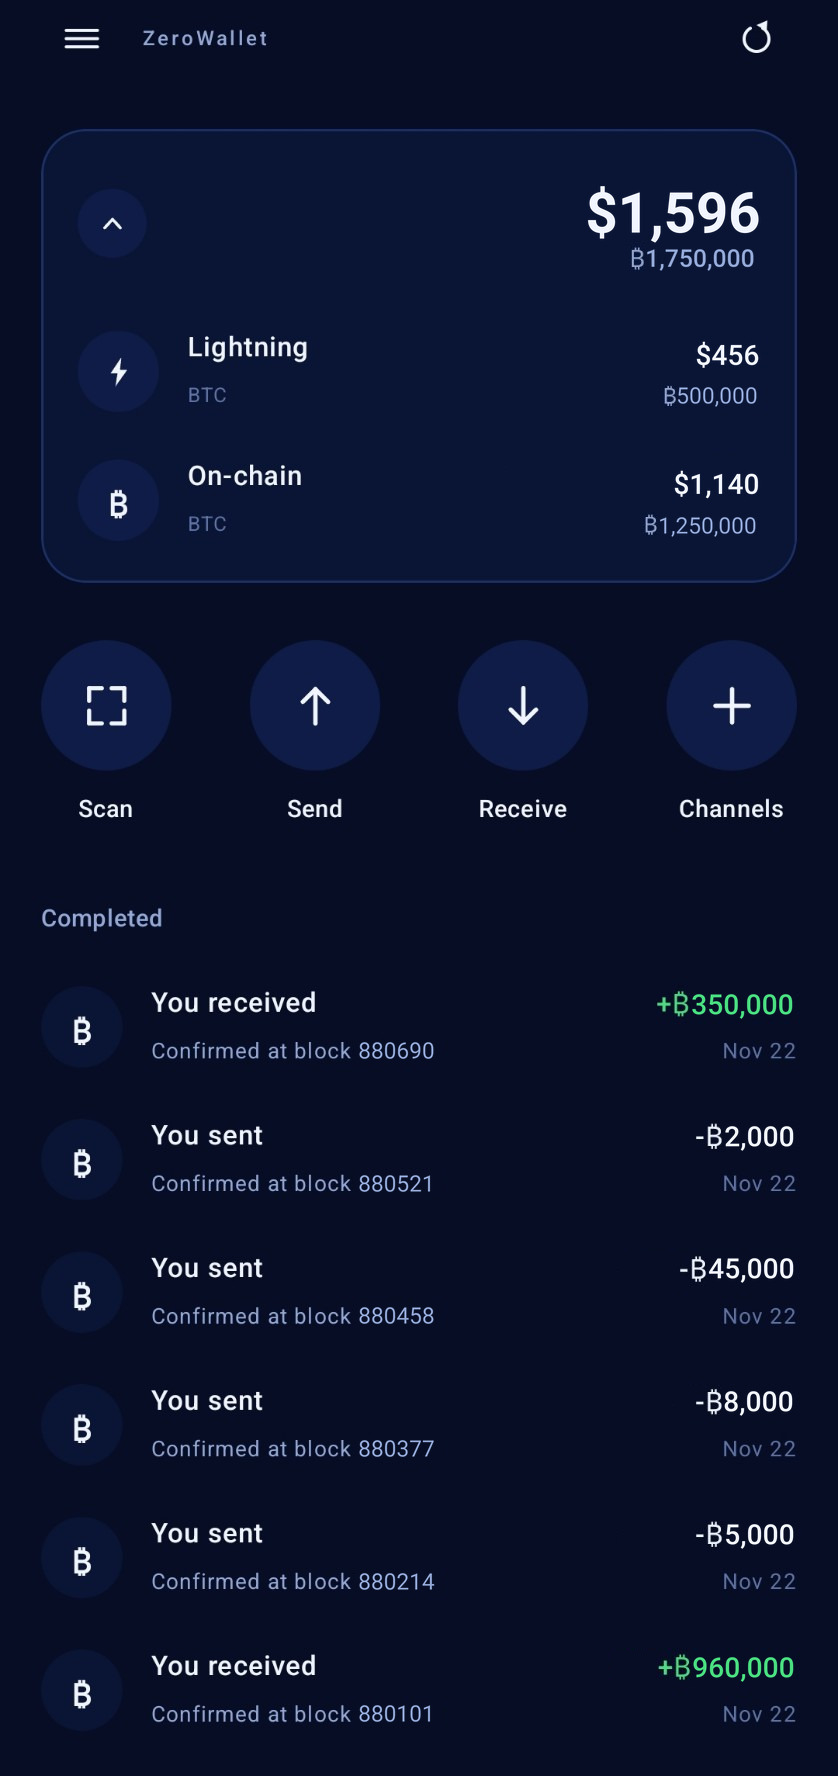 ZeroWallet
$1,596
₿1,750,000
Lightning
$456
BTC
₿500,000
On-chain
$1,140
BTC
₿1,250,000
Scan
Send
Receive
Channels
Completed
You received
+₿350,000
Confirmed at block 880690
Nov 22
You sent
-₿2,000
Confirmed at block 880521
Nov 22
You sent
-₿45,000
Confirmed at block 880458
Nov 22
You sent
-₿8,000
Confirmed at block 880377
Nov 22
You sent
-₿5,000
Confirmed at block 880214
Nov 22
You received
+₿960,000
Confirmed at block 880101
Nov 22